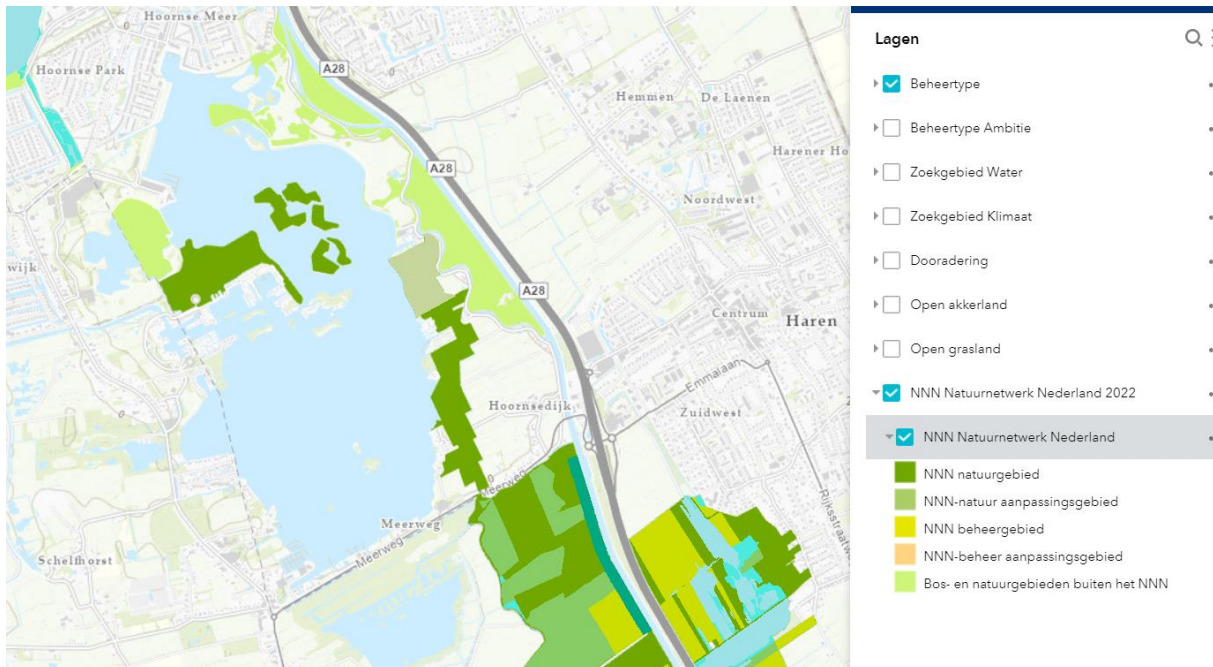 Hoornse Meer
Hoornse Park
A28
Hemmen
De Laenen
Harener Ho
A28
Noordwest
wijk
A28
Centrum
Haren
Emmalaan
Hoornsedijk
Zuidwest
Meerweg
Meerweg
Rijksstraatw
Schelfhorst
Meerweg
Lagen
Beheertype
Beheertype Ambitie
Zoekgebied Water
Zoekgebied Klimaat
Dooradering
Open akkerland
Open grasland
NNN Natuurnetwerk Nederland 2022
NNN Natuurnetwerk Nederland
NNN natuurgebied
NNN-natuur aanpassingsgebied
NNN beheergebied
NNN-beheer aanpassingsgebied
Bos- en natuurgebieden buiten het NNN